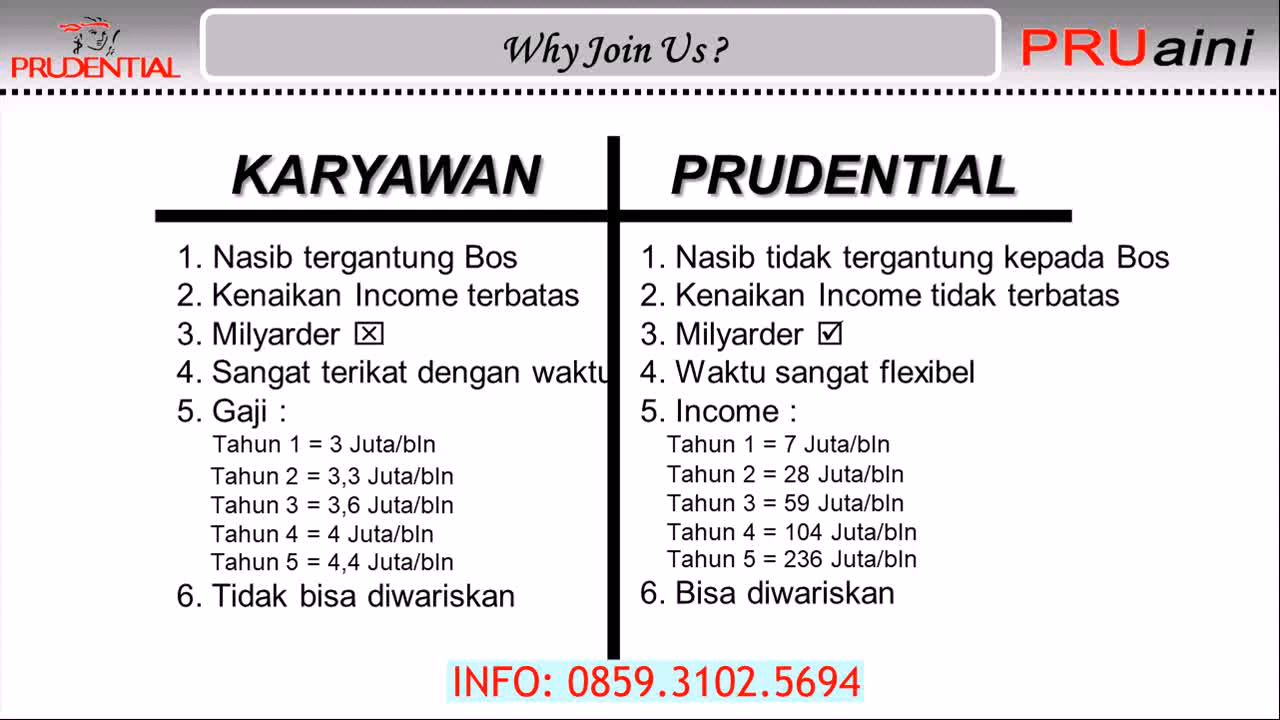 PRUDENTIAL
Why Join Us?
PRUaini
KARYAWAN
1. Nasib tergantung Bos
2. Kenaikan Income terbatas
3. Milyarder ☒
4. Sangat terikat dengan waktu
5. Gaji :
Tahun 1 = 3 Juta/bln
Tahun 2 = 3,3 Juta/bln
Tahun 3 = 3,6 Juta/bln
Tahun 4 = 4 Juta/bln
Tahun 5 = 4,4 Juta/bln
6. Tidak bisa diwariskan
PRUDENTIAL
1. Nasib tidak tergantung kepada Bos
2. Kenaikan Income tidak terbatas
3. Milyarder ☑
4. Waktu sangat flexibel
5. Income :
Tahun 1 = 7 Juta/bln
Tahun 2 = 28 Juta/bln
Tahun 3 = 59 Juta/bln
Tahun 4 = 104 Juta/bln
Tahun 5 = 236 Juta/bln
6. Bisa diwariskan
INFO: 0859.3102.5694